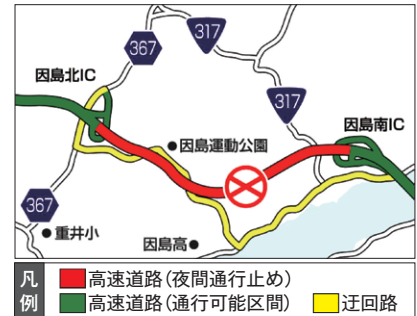 317
367
因島北IC
317
因島南IC
因島運動公園
367
重井小
因島高
凡例
高速道路(夜間通行止め)
高速道路(通行可能区間)
迂回路